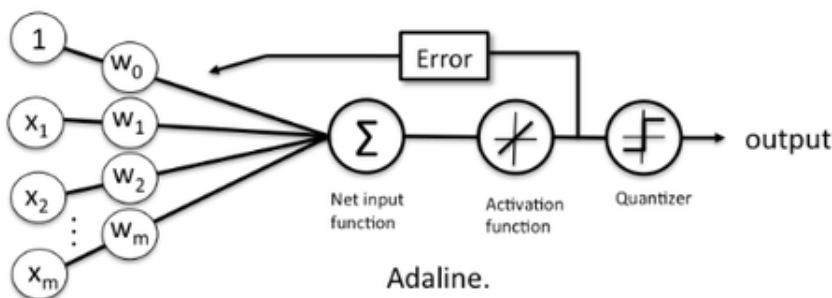 1
w0
Error
x1
w1
Σ
output
x2
w2
Net input
function
Activation
function
Quantizer
⋮
wm
xm
Adaline.